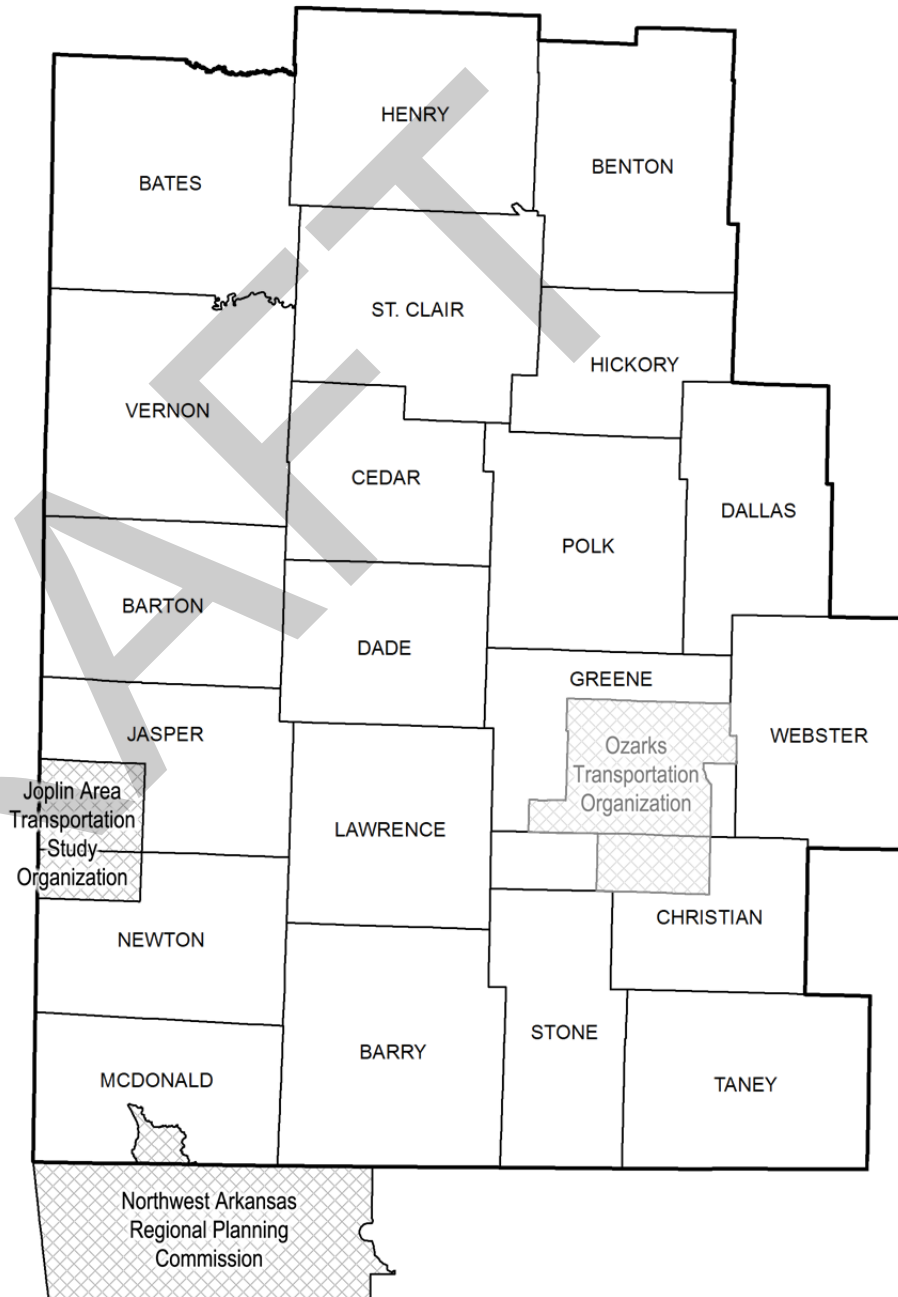 HENRY
BENTON
BATES
ST. CLAIR
HICKORY
VERNON
CEDAR
DALLAS
POLK
BARTON
DADE
GREENE
JASPER
WEBSTER
Ozarks
Transportation
Organization
Joplin Area
Transportation
Study
Organization
LAWRENCE
CHRISTIAN
NEWTON
STONE
BARRY
MCDONALD
TANEY
Northwest Arkansas
Regional Planning
Commission
RAFT